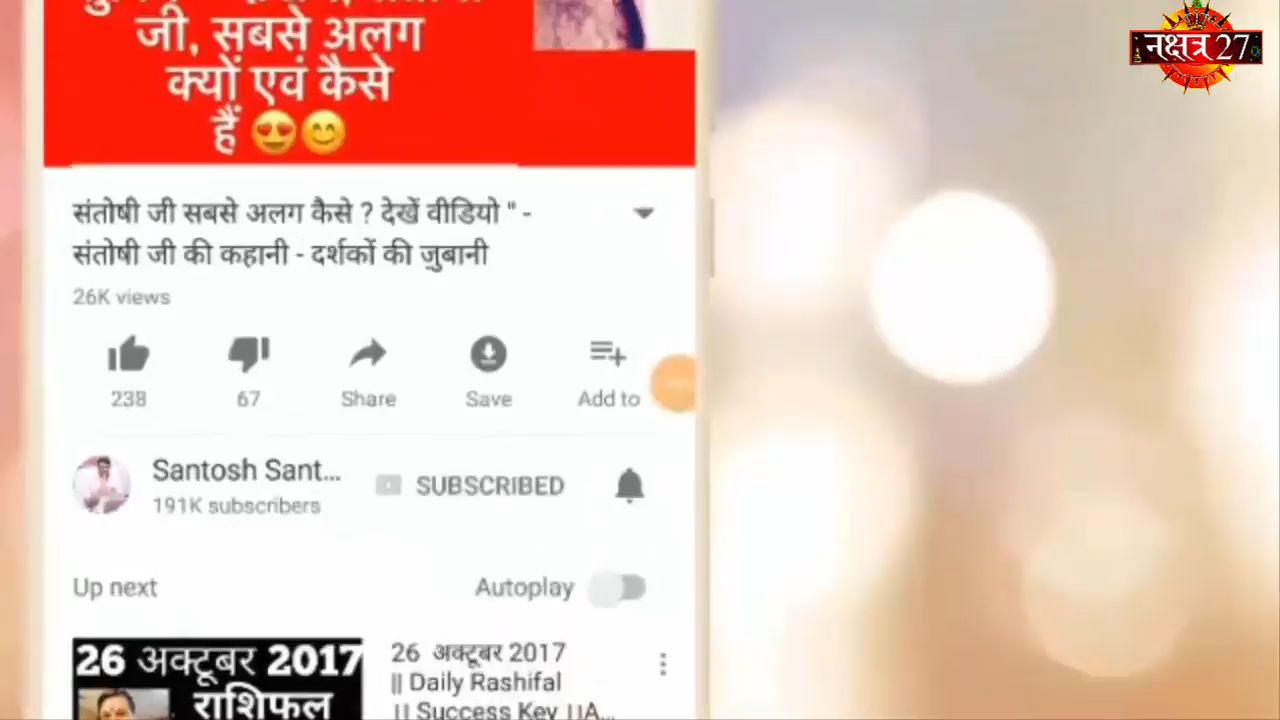 नक्षत्र 27
जी, सबसे अलग
क्यों एवं कैसे
हैं 😍😊
संतोषी जी सबसे अलग कैसे ? देखें वीडियो " -
संतोषी जी की कहानी - दर्शकों की जुबानी
26K views
238
67
Share
Save
Add to
Santosh Sant...
191K subscribers
SUBSCRIBED
Up next
Autoplay
26 अक्टूबर 2017
राशिफल
26 अक्टूबर 2017
|| Daily Rashifal
|| Success Key ||A...